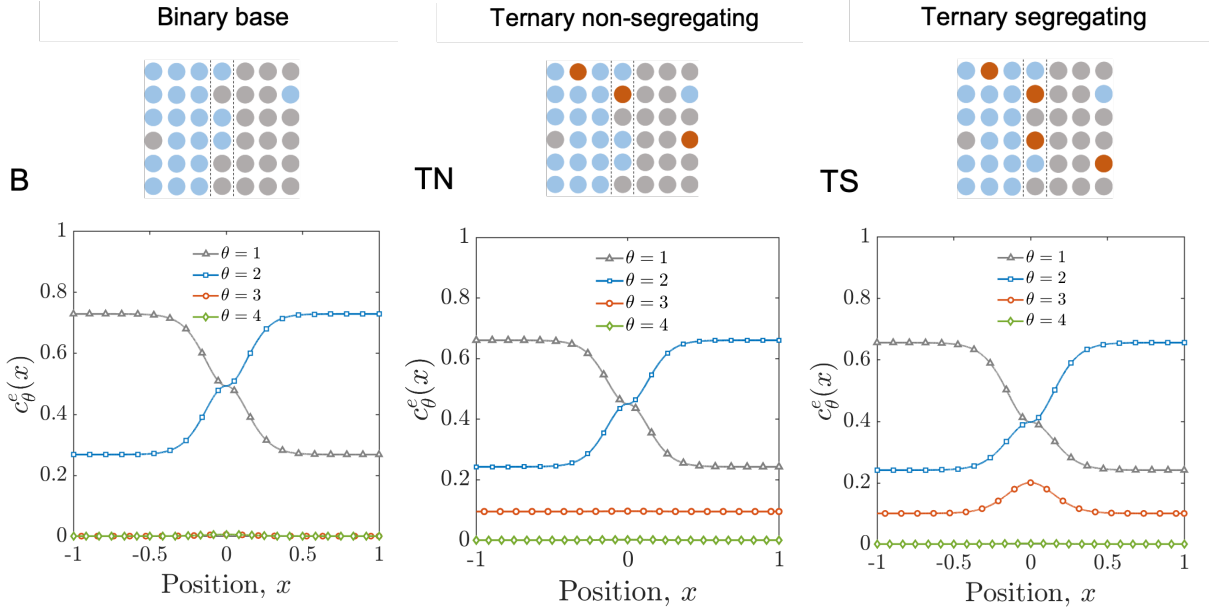 Binary base
Ternary non-segregating
Ternary segregating
B
TN
TS
1
0.8
0.6
0.4
0.2
0
-1
-0.5
0
0.5
1
θ = 1
θ = 2
θ = 3
θ = 4
c_θ^e(x)
Position, x
1
0.8
0.6
0.4
0.2
0
-1
-0.5
0
0.5
1
θ = 1
θ = 2
θ = 3
θ = 4
c_θ^e(x)
Position, x
1
0.8
0.6
0.4
0.2
0
-1
-0.5
0
0.5
1
θ = 1
θ = 2
θ = 3
θ = 4
c_θ^e(x)
Position, x